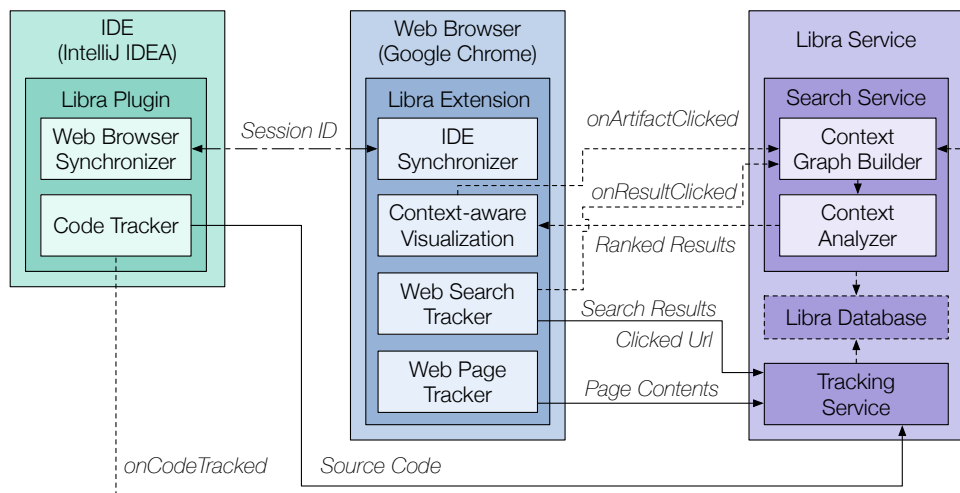 IDE
(IntelliJ IDEA)
Libra Plugin
Web Browser
Synchronizer
Code Tracker
Session ID
Web Browser
(Google Chrome)
Libra Extension
IDE
Synchronizer
Context-aware
Visualization
Web Search
Tracker
Web Page
Tracker
onArtifactClicked
onResultClicked
Ranked Results
Search Results
Clicked Url
Page Contents
Libra Service
Search Service
Context
Graph Builder
Context
Analyzer
Libra Database
Tracking
Service
onCodeTracked
Source Code